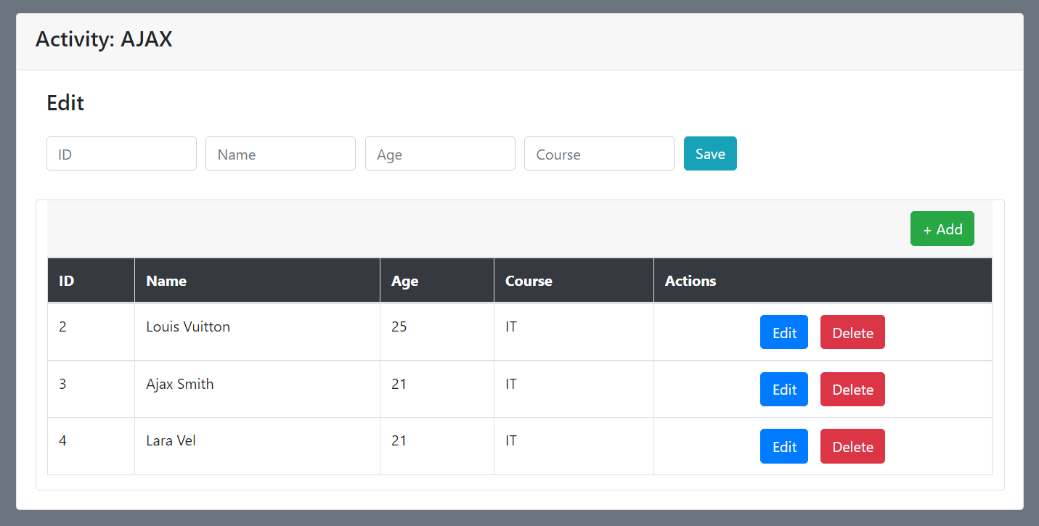 Activity: AJAX
Edit
ID Name Age Course Save
+ Add
ID Name Age Course Actions
2 Louis Vuitton 25 IT Edit Delete
3 Ajax Smith 21 IT Edit Delete
4 Lara Vel 21 IT Edit Delete